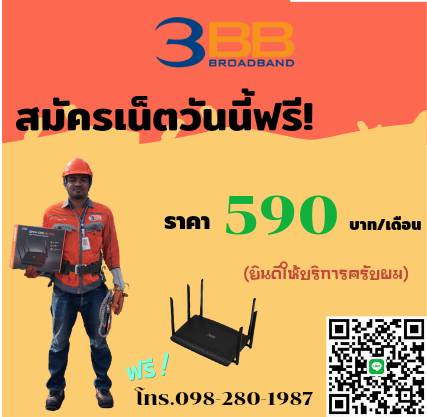 3BB
BROADBAND
สมัครเน็ตวันนี้ฟรี!
ราคา 590 บาท/เดือน
(ยินดีให้บริการครับผม)
ฟรี!
โทร.098-280-1987